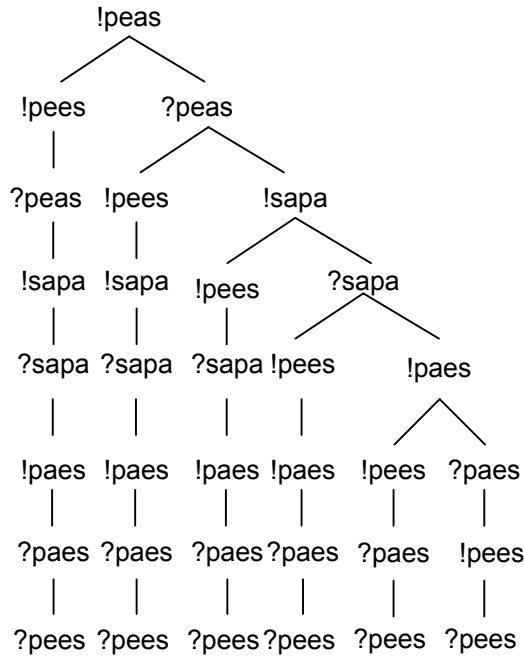 !peas
!pees ?peas
?peas !pees !sapa
!sapa !sapa !pees ?sapa
?sapa ?sapa ?sapa !pees !paes
!paes !paes !paes !paes !pees ?paes
?paes ?paes ?paes ?paes ?paes !pees
?pees ?pees ?pees ?pees ?pees ?pees